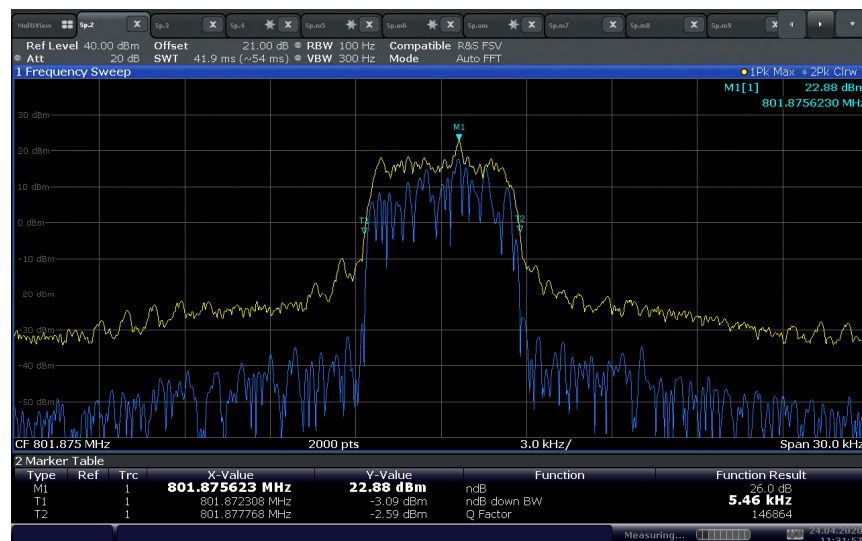 MultiView Sp.2 X Sp.3 X Sp.4 X Sp.m5 X Sp.m6 X X Sp.m7 X Sp.m8 X Sp.m9 X
Ref Level 40.00 dBm Offset 21.00 dB RBW 100 Hz Compatible R&S FSV
Att 20 dB SWT 41.9 ms (~54 ms) VBW 300 Hz Mode Auto FFT
1 Frequency Sweep 1Pk Max 2Pk Clrw
M1[1] 22.88 dBm
801.8756230 MHz
30 dBm
M1
20 dBm
10 dBm
0 dBm
T1 T2
-10 dBm
20 dBm
-30 dBm
-40 dBm
-50 dBm
CF 801.875 MHz 2000 pts 3.0 kHz/ Span 30.0 kHz
2 Marker Table
Type Ref Trc X-Value Y-Value Function Function Result
M1 1 801.875623 MHz 22.88 dBm ndB 26.0 dB
T1 1 801.872308 MHz -3.09 dBm ndB down BW 5.46 kHz
T2 1 801.877768 MHz -2.59 dBm Q Factor 146864
Measuring... 24.04.2020
11:31:57